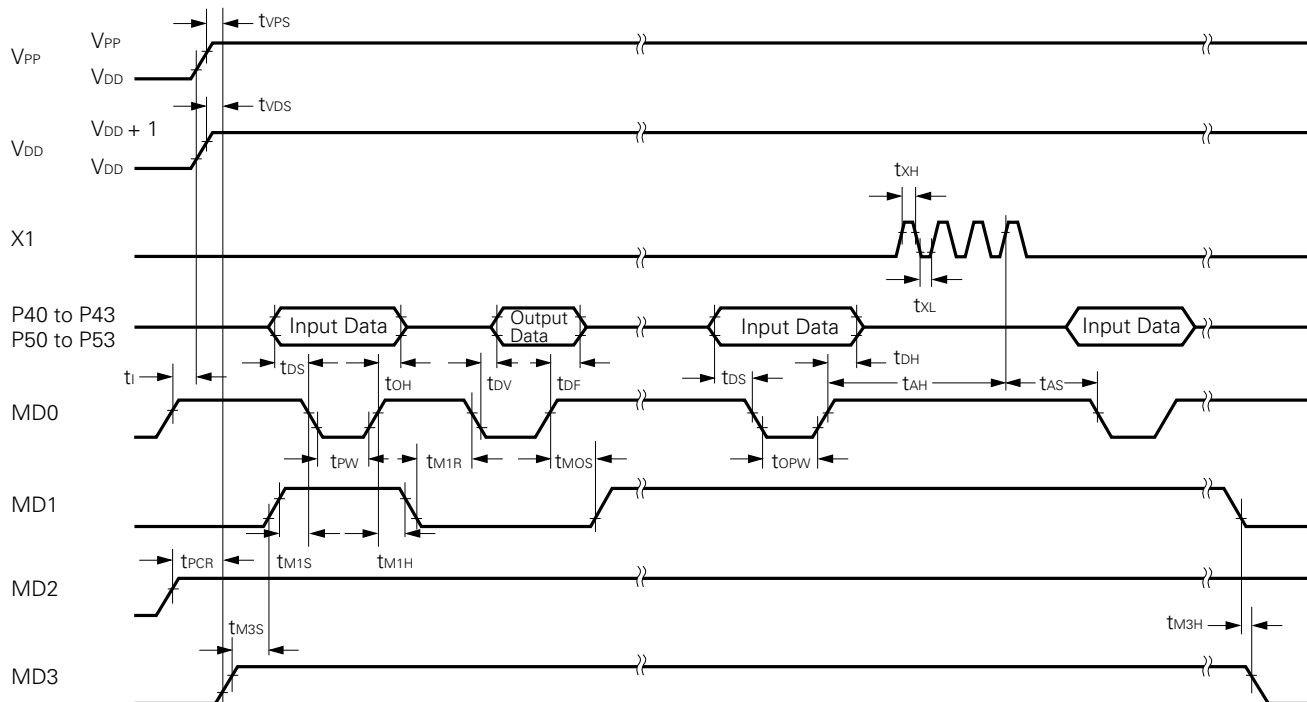 tVPS
VPP
VPP
VDD
tVDS
VDD + 1
VDD
VDD
tXH
X1
tXL
P40 to P43
P50 to P53
Input Data
Output
Data
Input Data
Input Data
tI
tDS
tOH
tDV
tDF
tDS
tDH
tAH
tAS
MD0
tPW
tM1R
tMOS
tOPW
MD1
tPCR
tM1S
tM1H
MD2
tM3S
tM3H
MD3